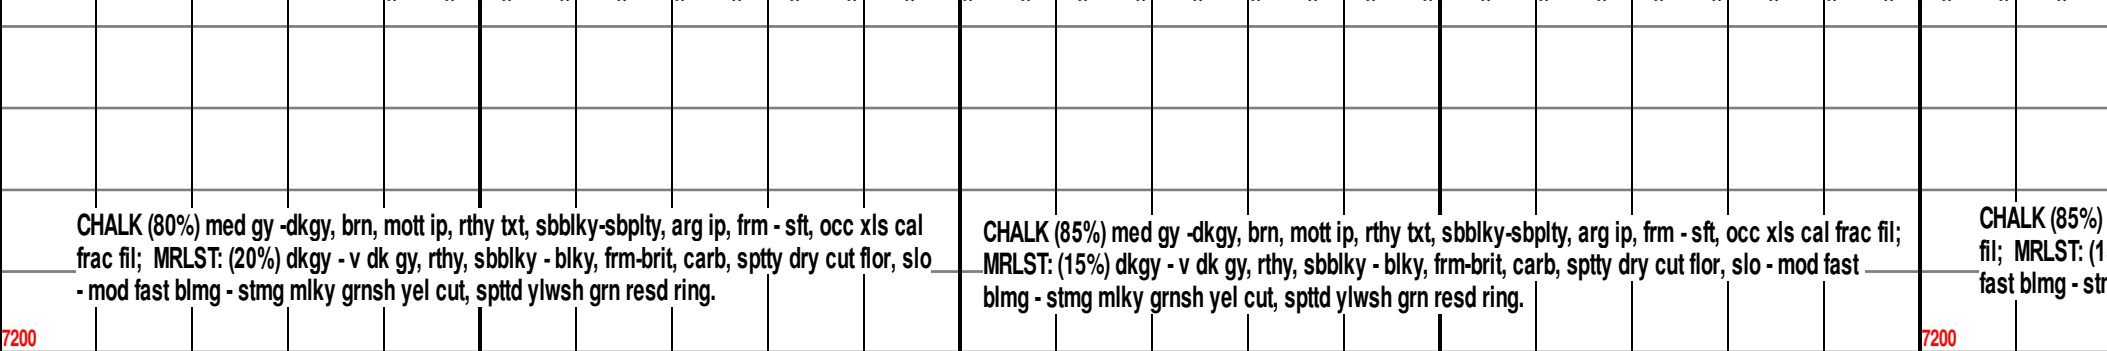 CHALK (80%) med gy -dkgy, brn, mott ip, rthy txt, sbblky-sbplty, arg ip, frm - sft, occ xls cal
frac fil; MRLST: (20%) dkgy - v dk gy, rthy, sbblky - blky, frm-brit, carb, sptty dry cut flor, slo
- mod fast blmg - stmg mlky grnsh yel cut, spttd ylwsh grn resd ring.
CHALK (85%) med gy -dkgy, brn, mott ip, rthy txt, sbblky-sbplty, arg ip, frm - sft, occ xls cal frac fil;
MRLST: (15%) dkgy - v dk gy, rthy, sbblky - blky, frm-brit, carb, sptty dry cut flor, slo - mod fast
blmg - stmg mlky grnsh yel cut, spttd ylwsh grn resd ring.
CHALK (85%)
fil; MRLST: (1
fast blmg - str
7200
7200